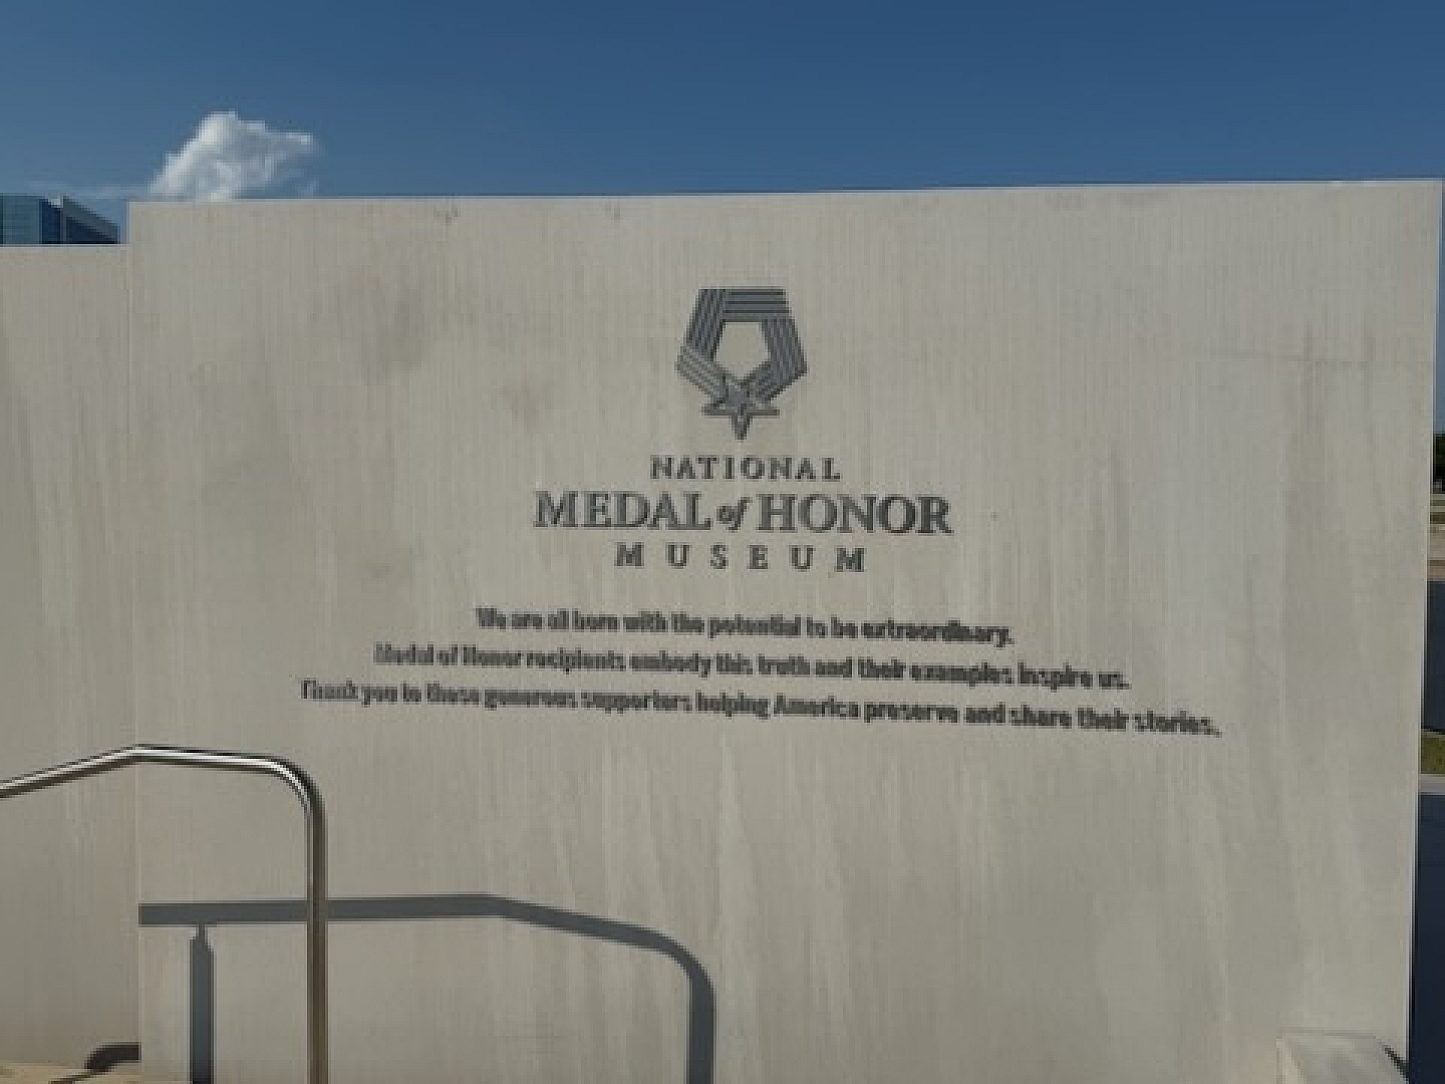 NATIONAL
MEDAL of HONOR
MUSEUM
We are all born with the potential to be extraordinary.
Medal of Honor recipients embody this truth and their examples inspire us.
Thank you to these generous supporters helping America preserve and share their stories.